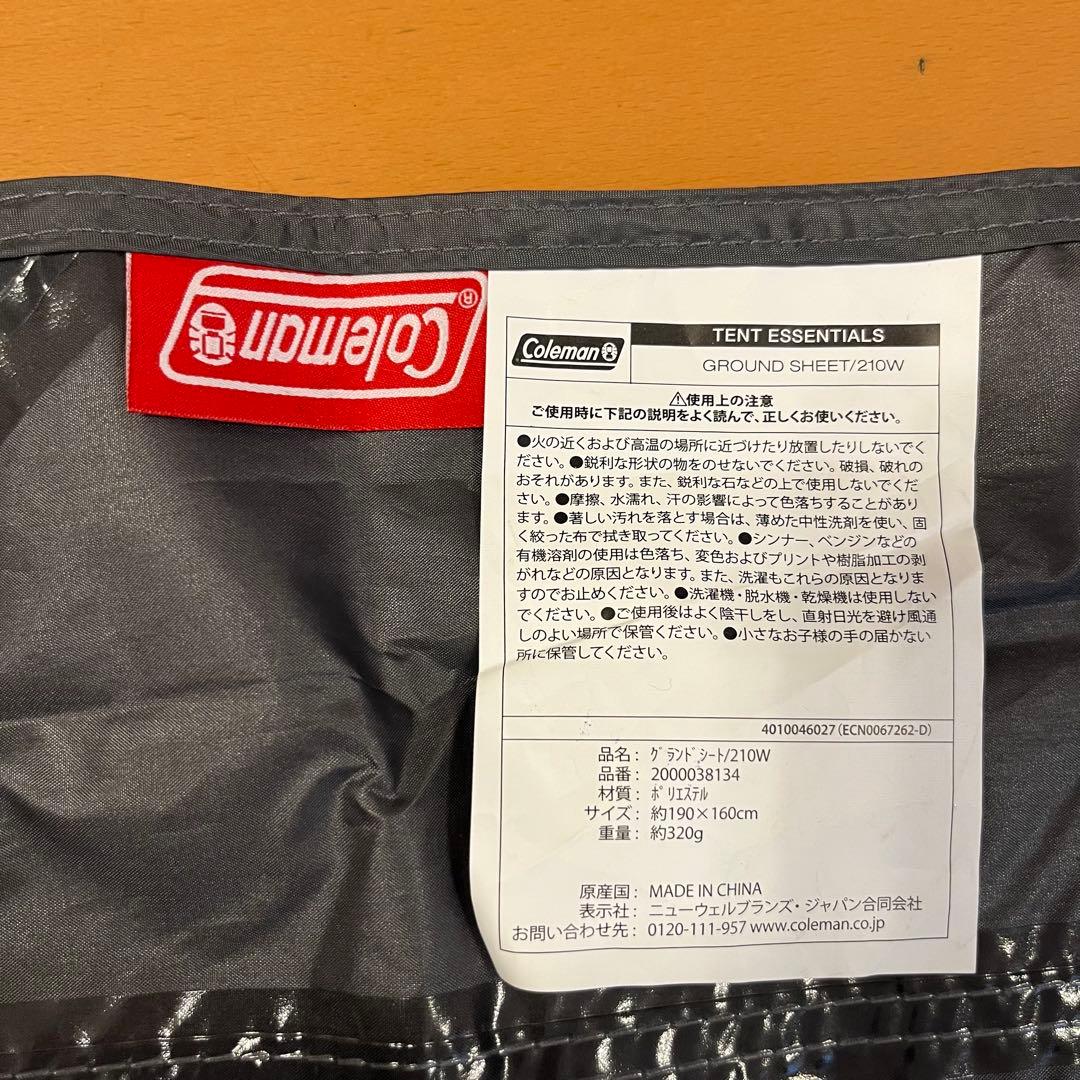 Coleman®
Coleman
TENT ESSENTIALS
GROUND SHEET/210W
⚠使用上の注意
ご使用時に下記の説明をよく読んで、正しくお使いください。
●火の近くおよび高温の場所に近づけたり放置したりしないでく
ださい。●鋭利な形状の物をのせないでください。破損、破れの
おそれがあります。また、鋭利な石などの上で使用しないでくだ
さい。●摩擦、水濡れ、汗の影響によって色落ちすることがあり
ます。●著しい汚れを落とす場合は、薄めた中性洗剤を使い、固
く絞った布で拭き取ってください。●シンナー、ベンジンなどの
有機溶剤の使用は色落ち、変色およびプリントや樹脂加工の剥
がれなどの原因となります。また、洗濯もこれらの原因となりま
すのでお止めください。●洗濯機・脱水機・乾燥機は使用しない
でください。●ご使用後はよく陰干しをし、直射日光を避け風通
しのよい場所で保管ください。●小さなお子様の手の届かない
所に保管してください。
4010046027(ECN0067262-D)
品名: グランドシート/210W
品番: 2000038134
材質: ポリエステル
サイズ: 約190×160cm
重量: 約320g
原産国: MADE IN CHINA
表示社: ニューウェルブランズ・ジャパン合同会社
お問い合わせ先: 0120-111-957 www.coleman.co.jp